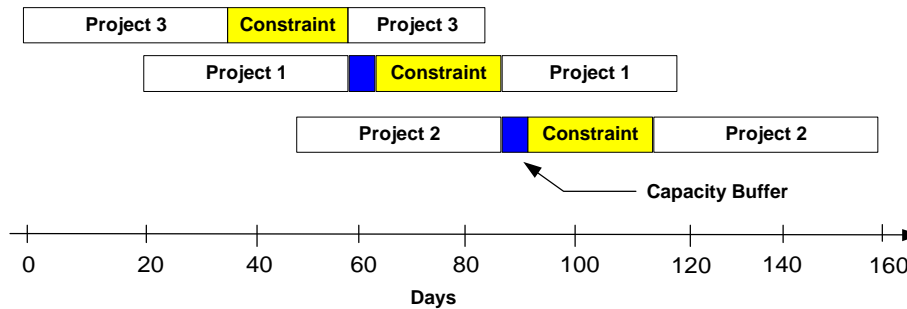 Project 3 Constraint Project 3
Project 1 Constraint Project 1
Project 2 Constraint Project 2
Capacity Buffer
0 20 40 60 80 100 120 140 160
Days